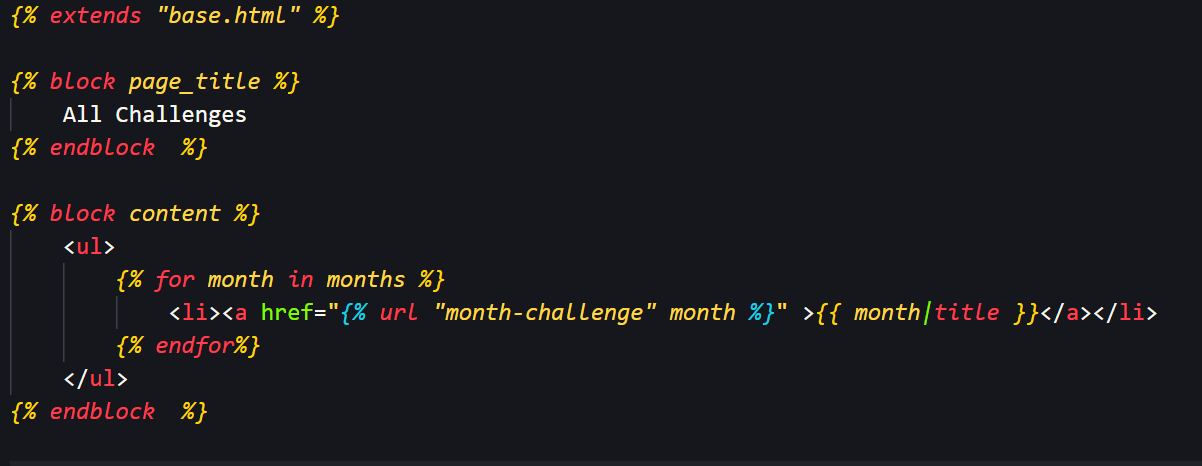 {% extends "base.html" %}
{% block page_title %}
All Challenges
{% endblock  %}
{% block content %}
<ul>
{% for month in months %}
<li><a href="{% url "month-challenge" month %}" >{{ month|title }}</a></li>
{% endfor%}
</ul>
{% endblock  %}